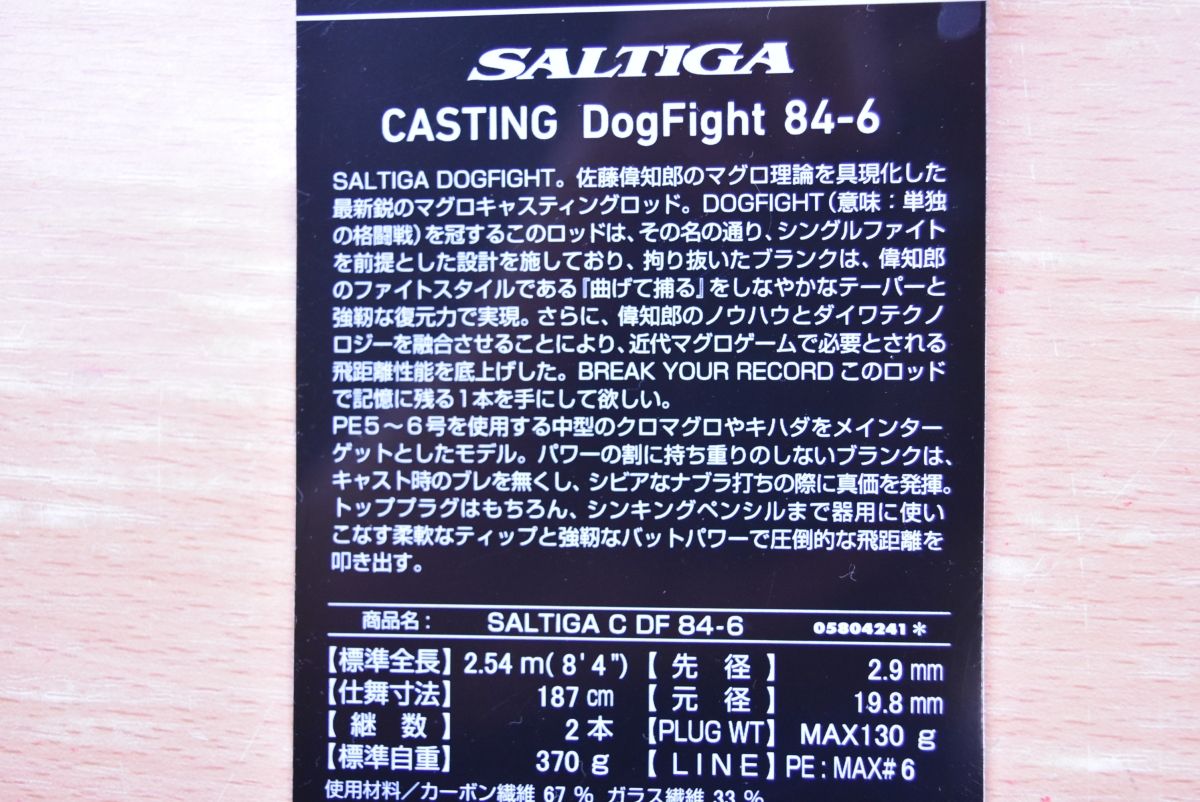 SALTIGA
CASTING DogFight 84-6
SALTIGA DOGFIGHT。佐藤偉知郎のマグロ理論を具現化した
最新鋭のマグロキャスティングロッド。DOGFIGHT(意味：単独
の格闘戦)を冠するこのロッドは、その名の通り、シングルファイト
を前提とした設計を施しており、拘り抜いたブランクは、偉知郎
のファイトスタイルである『曲げて捕る』をしなやかなテーパーと
強靭な復元力で実現。さらに、偉知郎のノウハウとダイワテクノ
ロジーを融合させることにより、近代マグロゲームで必要とされる
飛距離性能を底上げした。BREAK YOUR RECORD このロッド
で記憶に残る1本を手にして欲しい。
PE5～6号を使用する中型のクロマグロやキハダをメインター
ゲットとしたモデル。パワーの割に持ち重りのしないブランクは、
キャスト時のブレを無くし、シビアなナブラ打ちの際に真価を発揮。
トッププラグはもちろん、シンキングペンシルまで器用に使い
こなす柔軟なティップと強靭なバットパワーで圧倒的な飛距離を
叩き出す。
商品名： SALTIGA C DF 84-6 05804241＊
【標準全長】2.54 m(8'4")【先 径】 2.9 mm
【仕舞寸法】 187 cm 【元 径】 19.8 mm
【継 数】 2 本 【PLUG WT】 MAX130 g
【標準自重】 370 g 【LINE】PE：MAX#6
使用材料／カーボン繊維 67 % ガラス繊維 33 %